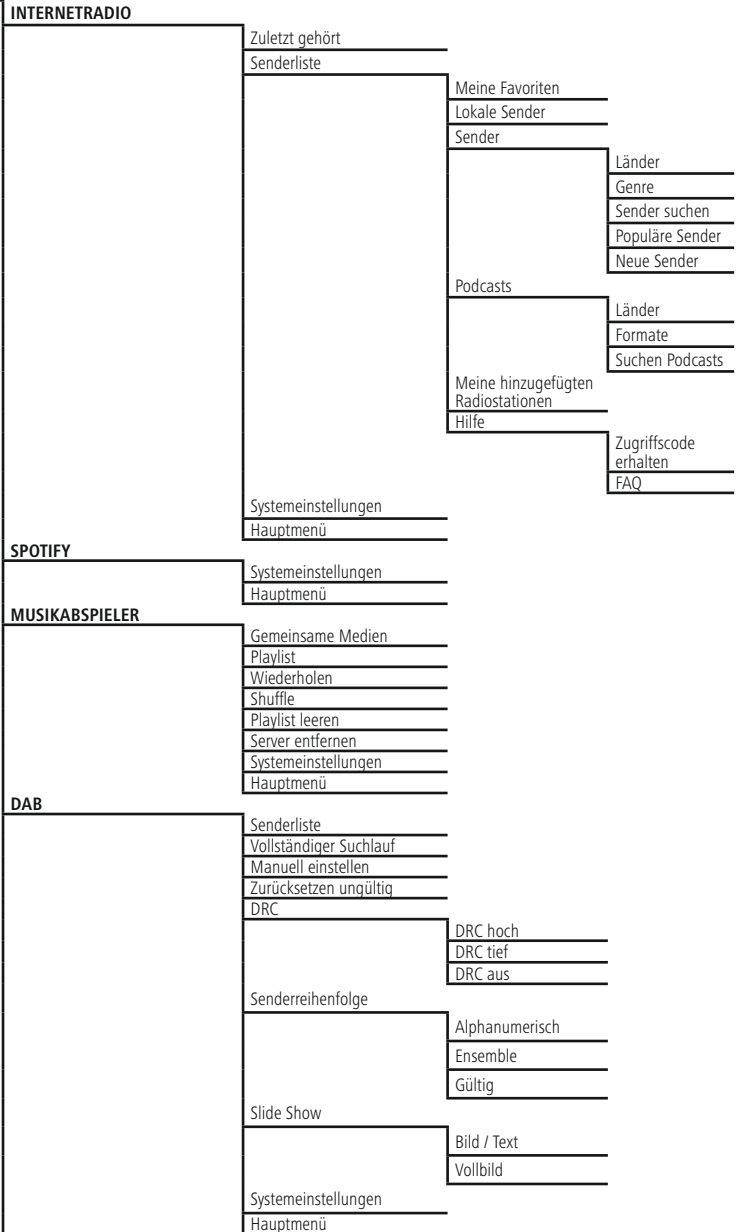 INTERNETRADIO
Zuletzt gehört
Senderliste
Meine Favoriten
Lokale Sender
Sender
Länder
Genre
Sender suchen
Populäre Sender
Neue Sender
Podcasts
Länder
Formate
Suchen Podcasts
Meine hinzugefügten
Radiostationen
Hilfe
Zugriffscode
erhalten
FAQ
Systemeinstellungen
Hauptmenü
SPOTIFY
Systemeinstellungen
Hauptmenü
MUSIKABSPIELER
Gemeinsame Medien
Playlist
Wiederholen
Shuffle
Playlist leeren
Server entfernen
Systemeinstellungen
Hauptmenü
DAB
Senderliste
Vollständiger Suchlauf
Manuell einstellen
Zurücksetzen ungültig
DRC
DRC hoch
DRC tief
DRC aus
Senderreihenfolge
Alphanumerisch
Ensemble
Gültig
Slide Show
Bild / Text
Vollbild
Systemeinstellungen
Hauptmenü